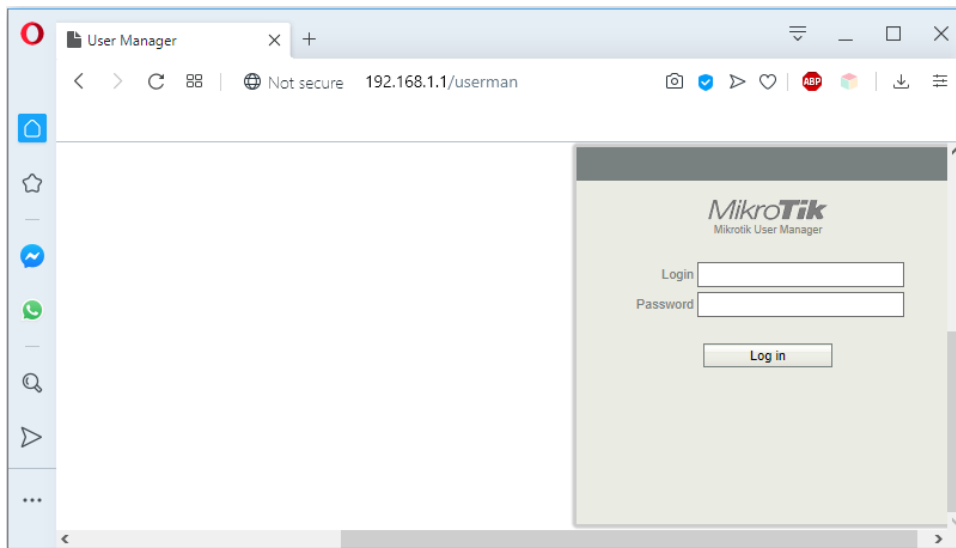 User Manager
Not secure 192.168.1.1/userman
ABP
MikroTik
Mikrotik User Manager
Login
Password
Log in